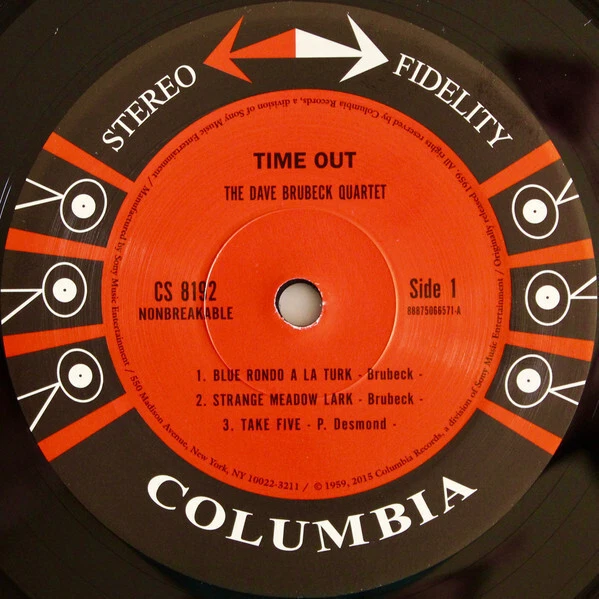 STEREO FIDELITY
TIME OUT
THE DAVE BRUBECK QUARTET
CS 8192
NONBREAKABLE
Side 1
88875066571-A
1. BLUE RONDO A LA TURK - Brubeck -
2. STRANGE MEADOW LARK - Brubeck -
3. TAKE FIVE - P. Desmond -
COLUMBIA
Manufactured by Sony Music Entertainment / 550 Madison Avenue, New York, NY 10022-3211 / © 1959, 2015 Columbia Records, a division of Sony Music Entertainment / Originally released 1959. All rights reserved by Columbia Records, a division of Sony Music Entertainment /